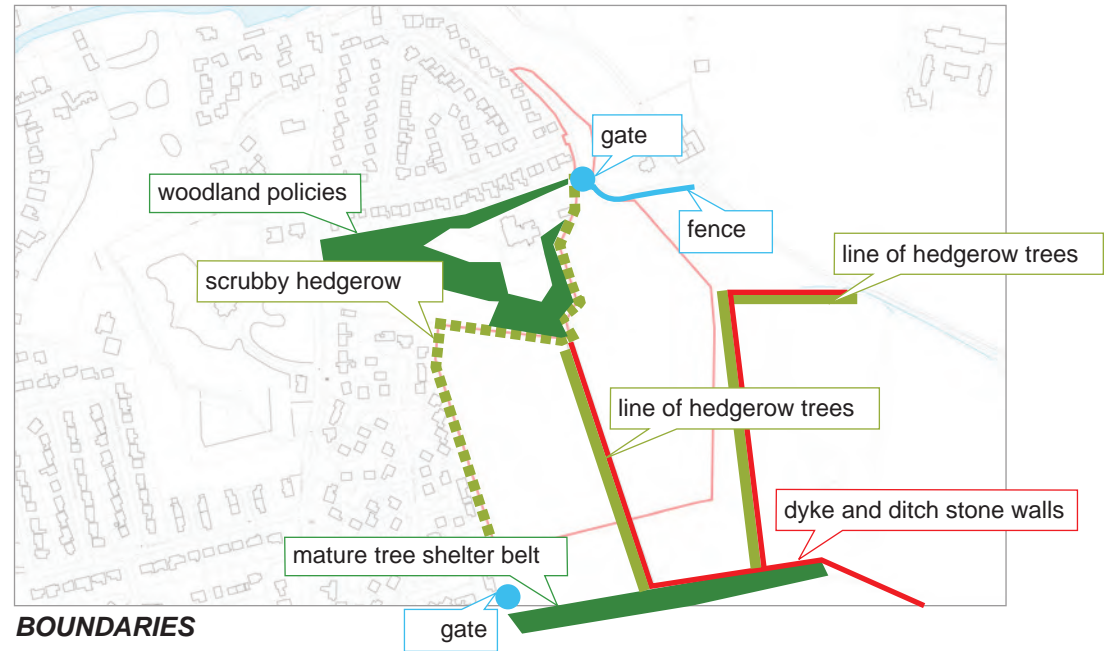 gate
woodland policies
fence
line of hedgerow trees
scrubby hedgerow
line of hedgerow trees
dyke and ditch stone walls
mature tree shelter belt
gate
BOUNDARIES